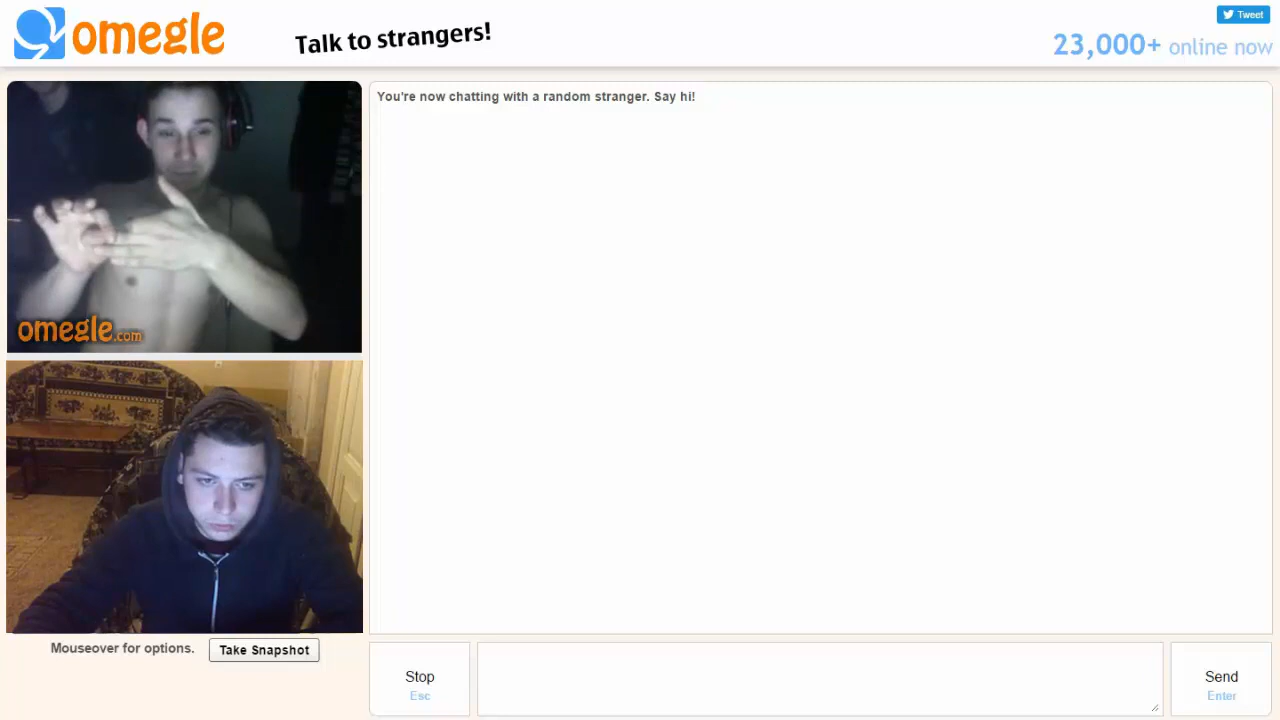 omegle
Talk to strangers!
Tweet
23,000+ online now
You're now chatting with a random stranger. Say hi!
omegle.com
Mouseover for options.
Take Snapshot
Stop
Esc
Send
Enter